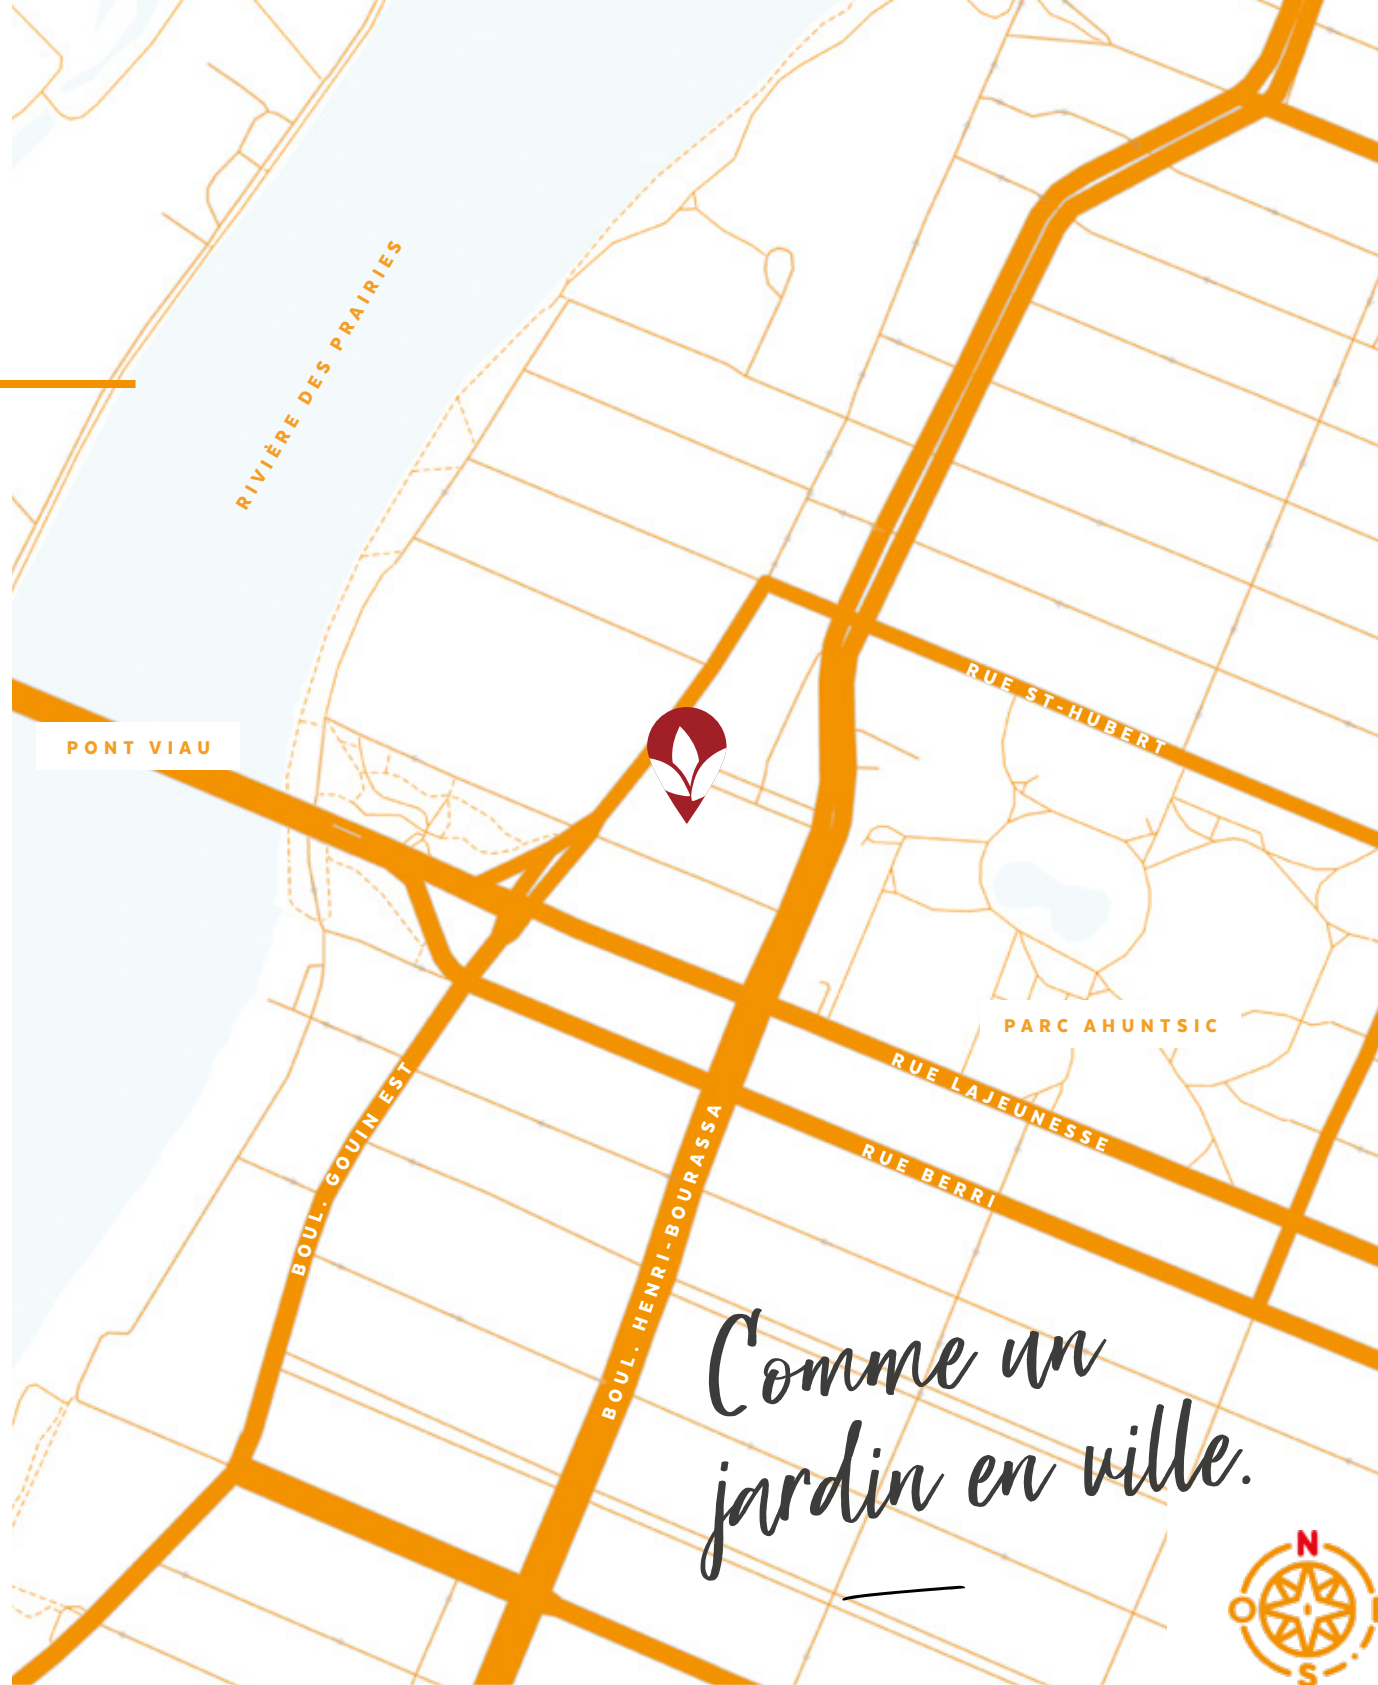 RIVIÈRE DES PRAIRIES
RUE ST-HUBERT
PONT VIAU
PARC AHUNTSIC
RUE LAJEUNESSE
BOUL. GOUIN EST
RUE BERRI
BOUL. HENRI-BOURASSA
Comme un
jardin en ville.
N
O
S